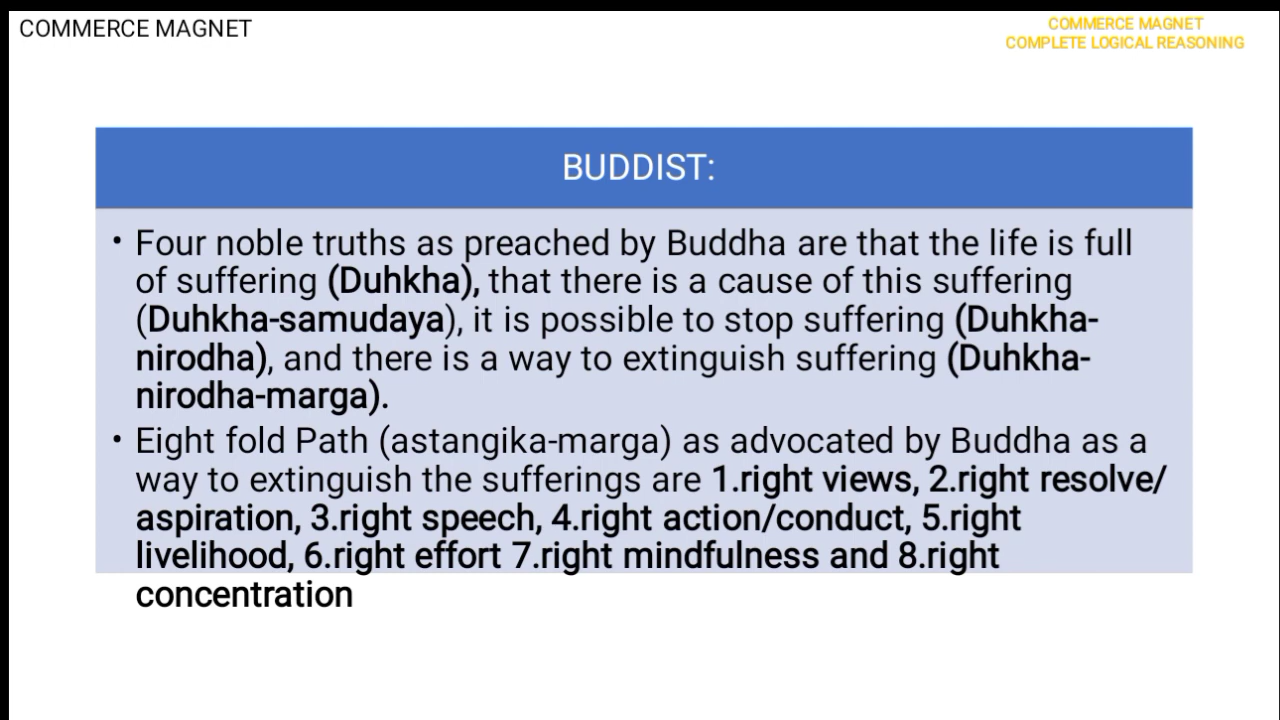 COMMERCE MAGNET
COMMERCE MAGNET
COMPLETE LOGICAL REASONING
BUDDIST:
• Four noble truths as preached by Buddha are that the life is full
of suffering (Duhkha), that there is a cause of this suffering
(Duhkha-samudaya), it is possible to stop suffering (Duhkha-
nirodha), and there is a way to extinguish suffering (Duhkha-
nirodha-marga).
• Eight fold Path (astangika-marga) as advocated by Buddha as a
way to extinguish the sufferings are 1.right views, 2.right resolve/
aspiration, 3.right speech, 4.right action/conduct, 5.right
livelihood, 6.right effort 7.right mindfulness and 8.right
concentration